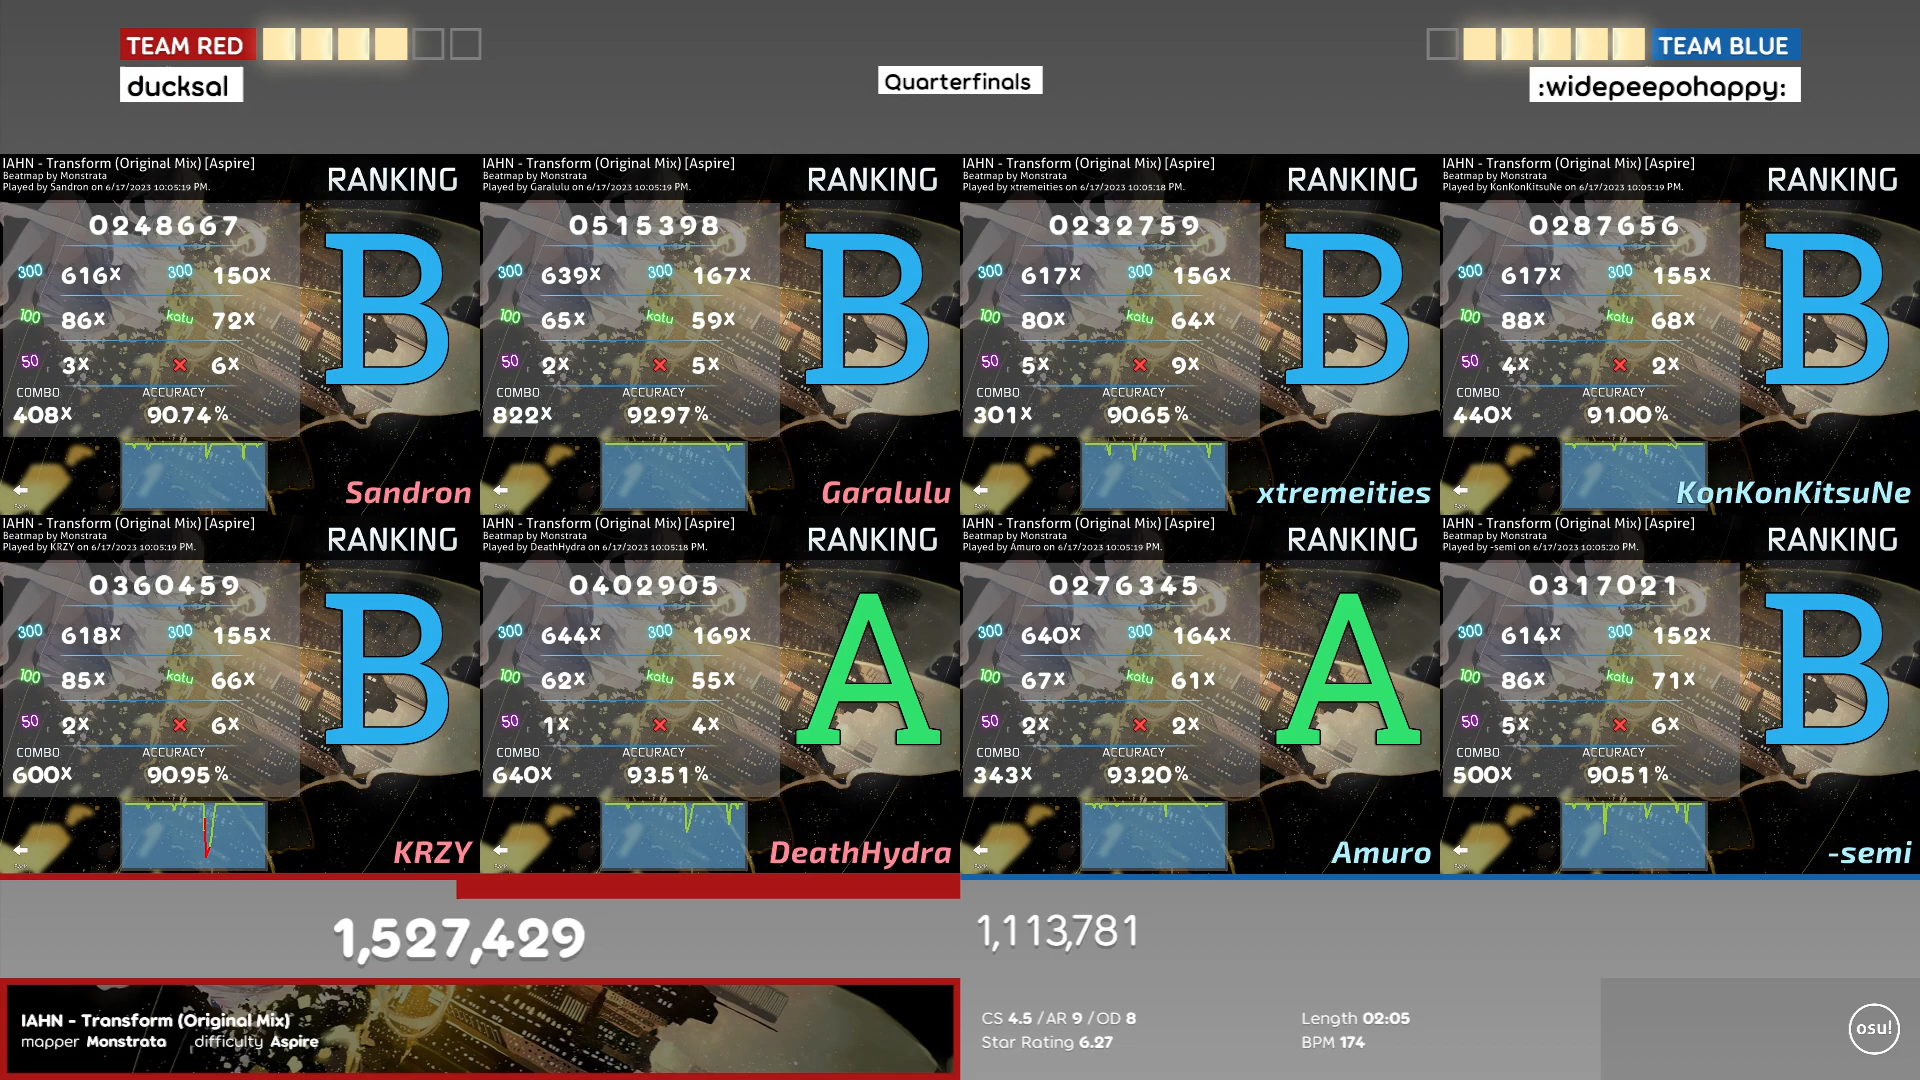 TEAM RED
TEAM BLUE
ducksal
Quarterfinals
:widepeepohappy:
IAHN - Transform (Original Mix) [Aspire]
Beatmap by Monstrata
Played by Sandron on 6/17/2023 10:05:19 PM.
RANKING
0248667
300 616x 300 150x
100 86x katu 72x
50 3x 6x
COMBO ACCURACY
408x 90.74%
B
Sandron
IAHN - Transform (Original Mix) [Aspire]
Beatmap by Monstrata
Played by Garalulu on 6/17/2023 10:05:19 PM.
RANKING
0515398
300 639x 300 167x
100 65x katu 59x
50 2x 5x
COMBO ACCURACY
822x 92.97%
B
Garalulu
IAHN - Transform (Original Mix) [Aspire]
Beatmap by Monstrata
Played by xtremeities on 6/17/2023 10:05:18 PM.
RANKING
0232759
300 617x 300 156x
100 80x katu 64x
50 5x 9x
COMBO ACCURACY
301x 90.65%
B
xtremeities
IAHN - Transform (Original Mix) [Aspire]
Beatmap by Monstrata
Played by KonKonKitsuNe on 6/17/2023 10:05:19 PM.
RANKING
0287656
300 617x 300 155x
100 88x katu 68x
50 4x 2x
COMBO ACCURACY
440x 91.00%
B
KonKonKitsuNe
IAHN - Transform (Original Mix) [Aspire]
Beatmap by Monstrata
Played by KRZY on 6/17/2023 10:05:19 PM.
RANKING
0360459
300 618x 300 155x
100 85x katu 66x
50 2x 6x
COMBO ACCURACY
600x 90.95%
B
KRZY
IAHN - Transform (Original Mix) [Aspire]
Beatmap by Monstrata
Played by DeathHydra on 6/17/2023 10:05:18 PM.
RANKING
0402905
300 644x 300 169x
100 62x katu 55x
50 1x 4x
COMBO ACCURACY
640x 93.51%
A
DeathHydra
IAHN - Transform (Original Mix) [Aspire]
Beatmap by Monstrata
Played by Amuro on 6/17/2023 10:05:19 PM.
RANKING
0276345
300 640x 300 164x
100 67x katu 61x
50 2x 2x
COMBO ACCURACY
343x 93.20%
A
Amuro
IAHN - Transform (Original Mix) [Aspire]
Beatmap by Monstrata
Played by -semi on 6/17/2023 10:05:20 PM.
RANKING
0317021
300 614x 300 152x
100 86x katu 71x
50 5x 6x
COMBO ACCURACY
500x 90.51%
B
-semi
1,527,429
1,113,781
IAHN - Transform (Original Mix)
mapper Monstrata difficulty Aspire
CS 4.5 / AR 9 / OD 8
Star Rating 6.27
Length 02:05
BPM 174
osu!